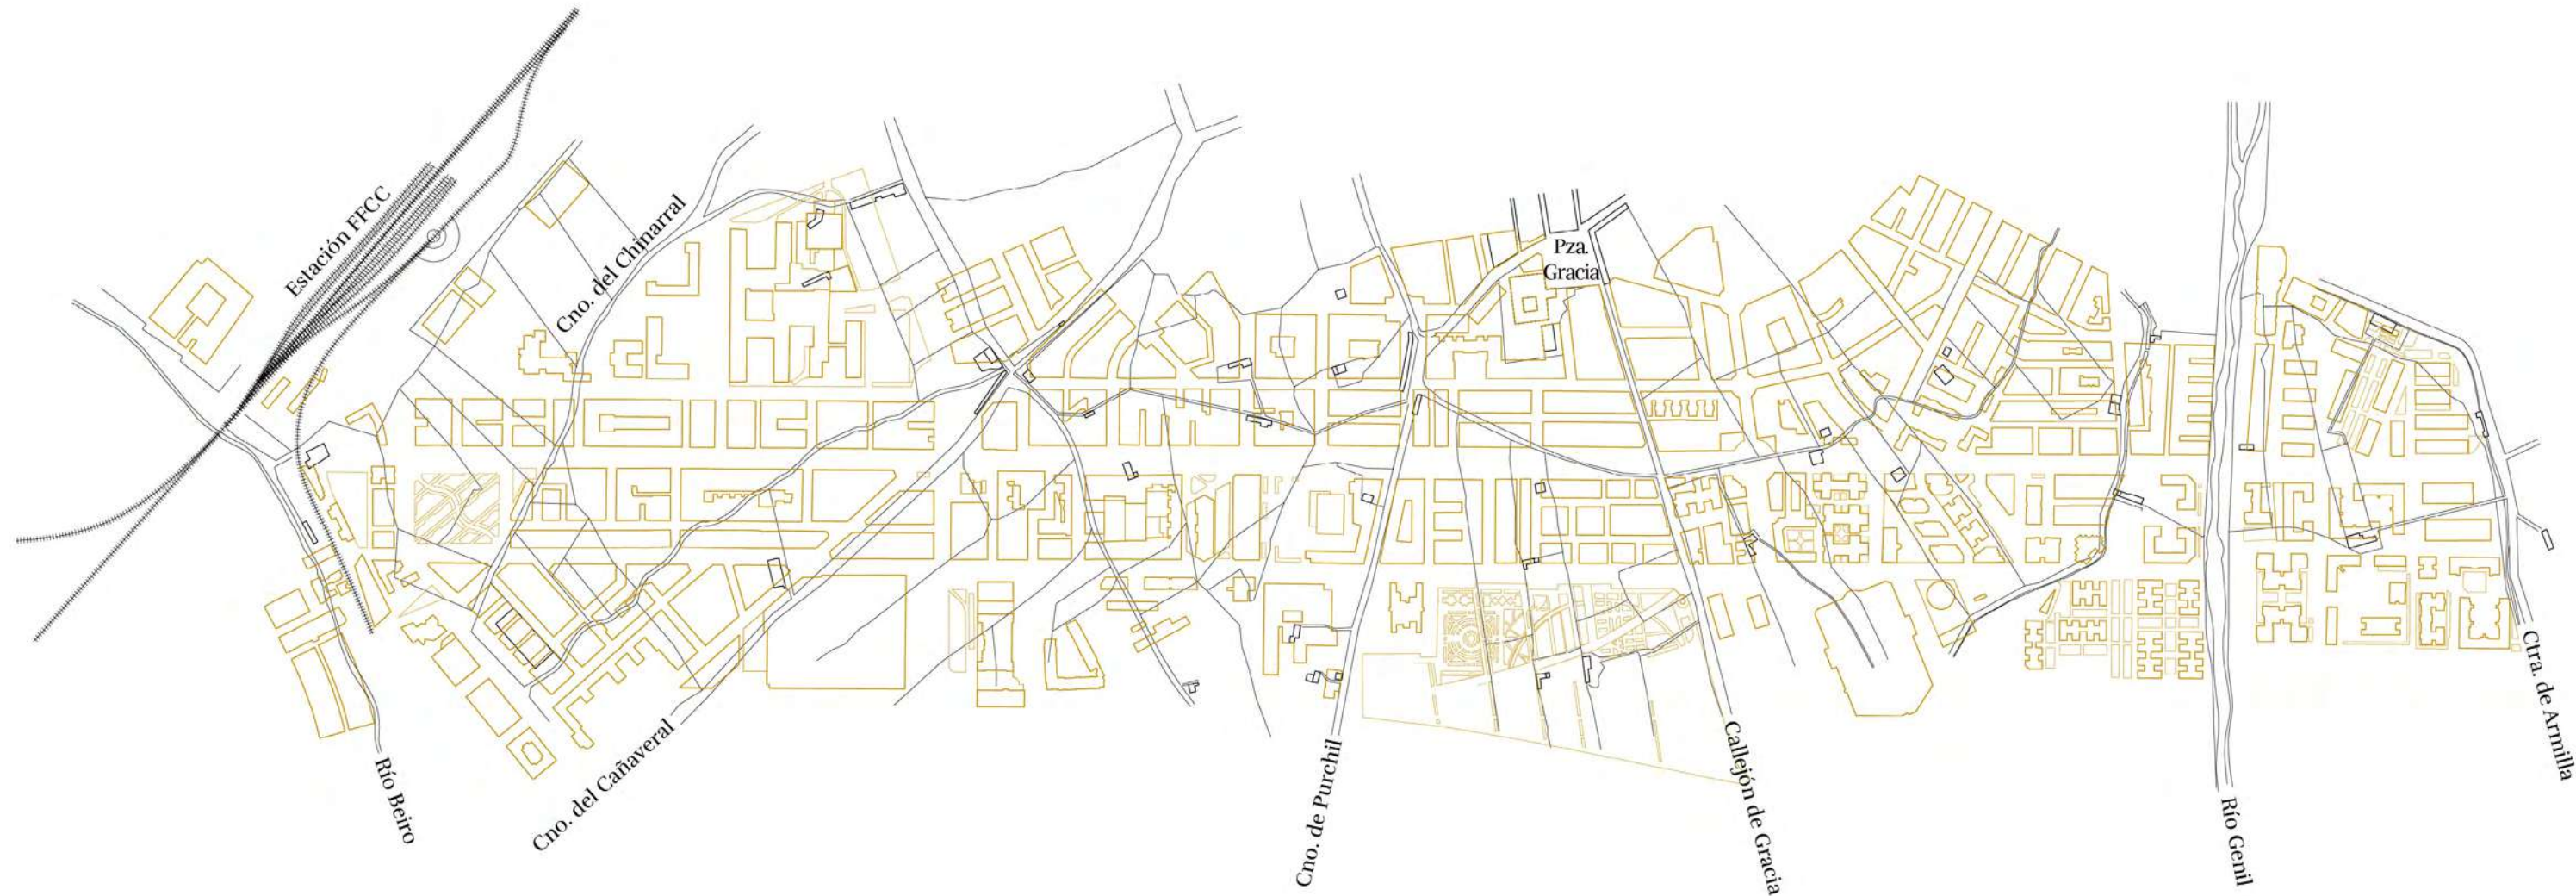 Estación FFCC
Cno. del Chinarral
Pza.
Gracia
Río Beiro
Cno. del Cañaveral
Cno. de Purchil
Callejón de Gracia
Río Genil
Ctra. de Armilla